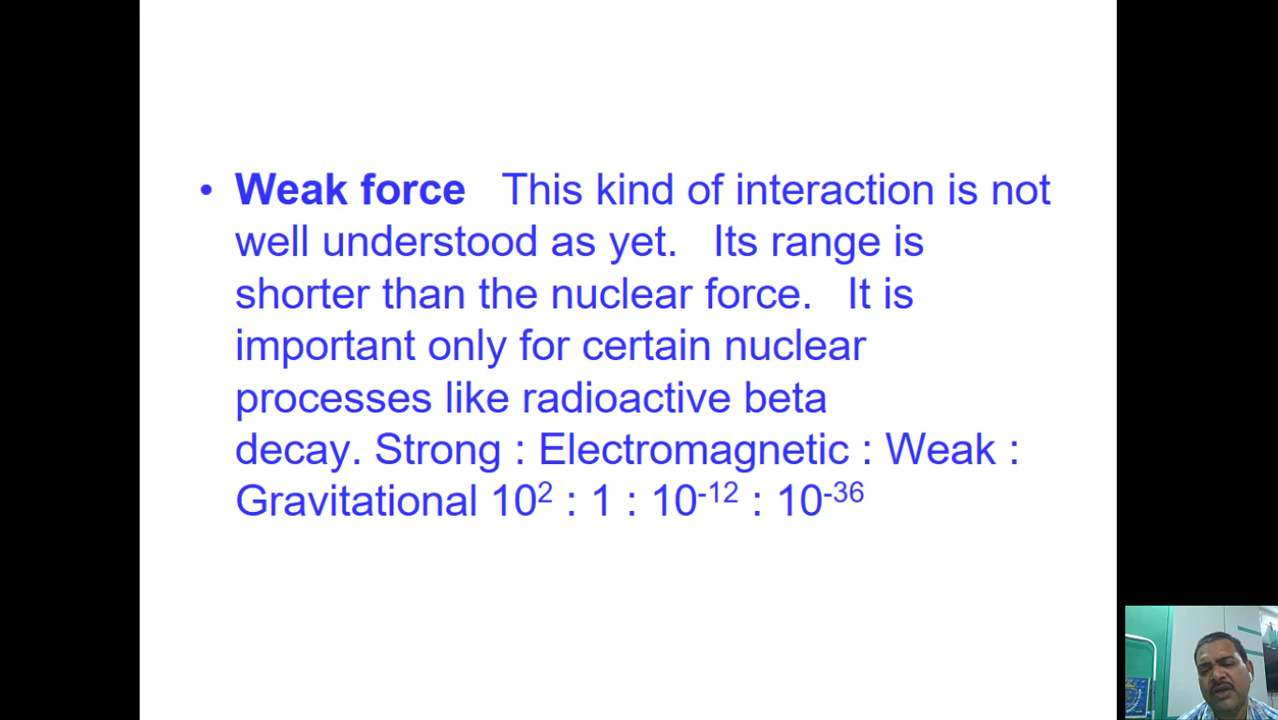 • Weak force   This kind of interaction is not
well understood as yet.   Its range is
shorter than the nuclear force.   It is
important only for certain nuclear
processes like radioactive beta
decay. Strong : Electromagnetic : Weak :
Gravitational 10² : 1 : 10⁻¹² : 10⁻³⁶